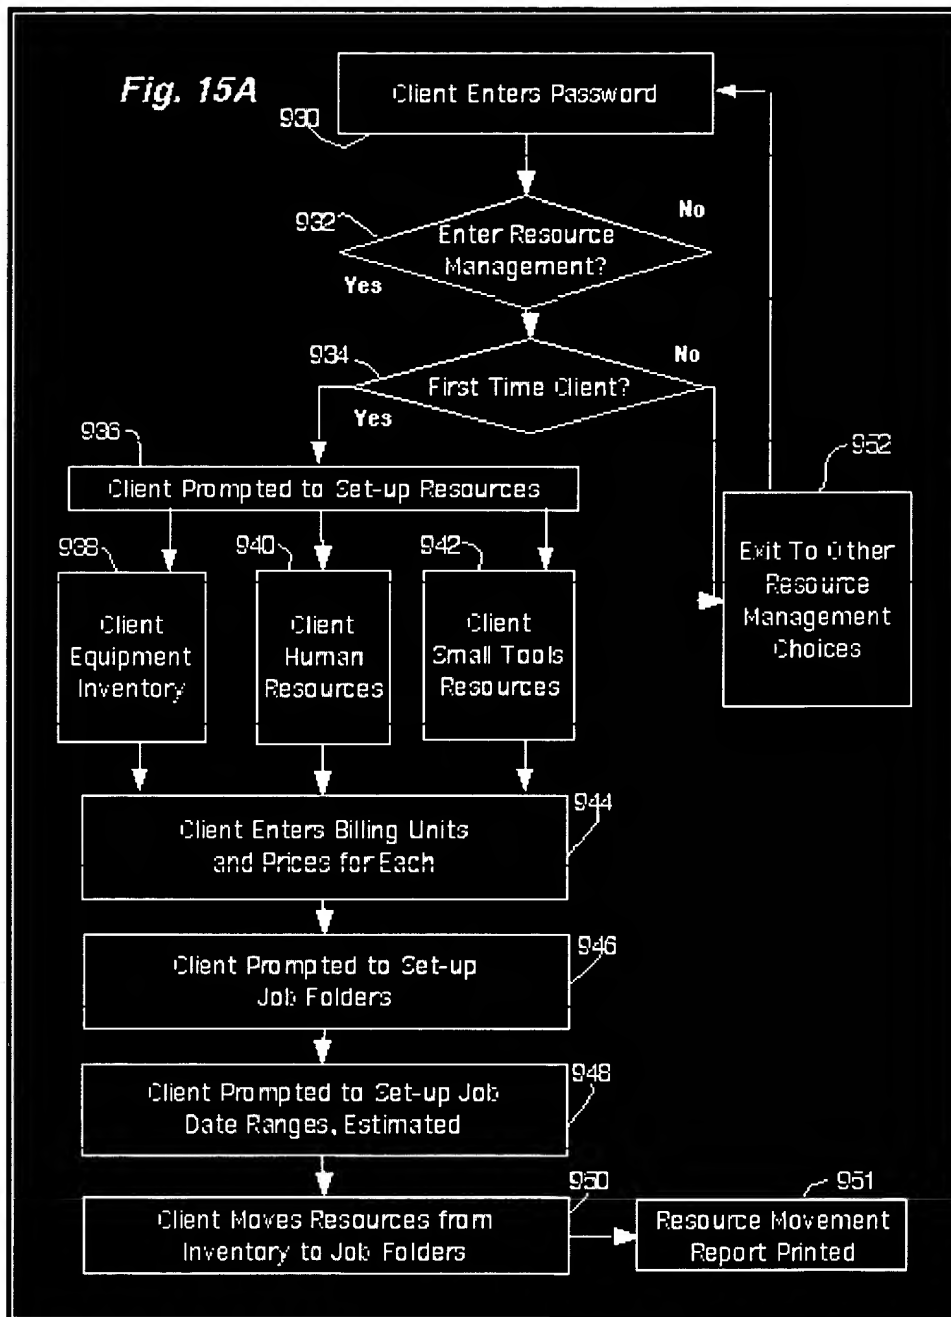 Fig. 15A
Client Enters Password
930
932
No
Enter Resource
Management?
Yes
934
No
First Time Client?
Yes
936
952
Client Prompted to Set-up Resources
938
940
942
Exit To Other
Resource
Management
Choices
Client
Equipment
Inventory
Client
Human
Resources
Client
Small Tools
Resources
944
Client Enters Billing Units
and Prices for Each
946
Client Prompted to Set-up
Job Folders
948
Client Prompted to Set-up Job
Date Ranges, Estimated
950
951
Client Moves Resources from
Inventory to Job Folders
Resource Movement
Report Printed